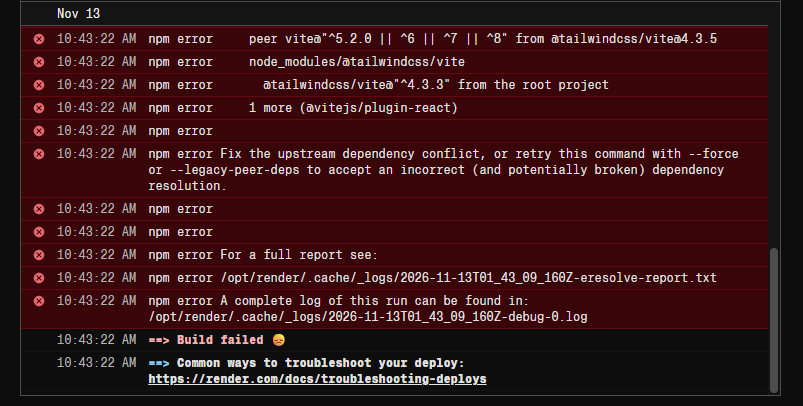 Nov 13
10:43:22 AM npm error peer vite@"^5.2.0 || ^6 || ^7 || ^8" from @tailwindcss/vite@4.3.5
10:43:22 AM npm error node_modules/@tailwindcss/vite
10:43:22 AM npm error @tailwindcss/vite@"^4.3.3" from the root project
10:43:22 AM npm error 1 more (@vitejs/plugin-react)
10:43:22 AM npm error
10:43:22 AM npm error Fix the upstream dependency conflict, or retry this command with --force
or --legacy-peer-deps to accept an incorrect (and potentially broken) dependency
resolution.
10:43:22 AM npm error
10:43:22 AM npm error
10:43:22 AM npm error For a full report see:
10:43:22 AM npm error /opt/render/.cache/_logs/2026-11-13T01_43_09_160Z-eresolve-report.txt
10:43:22 AM npm error A complete log of this run can be found in:
/opt/render/.cache/_logs/2026-11-13T01_43_09_160Z-debug-0.log
10:43:22 AM ==> Build failed 😞
10:43:22 AM ==> Common ways to troubleshoot your deploy:
https://render.com/docs/troubleshooting-deploys